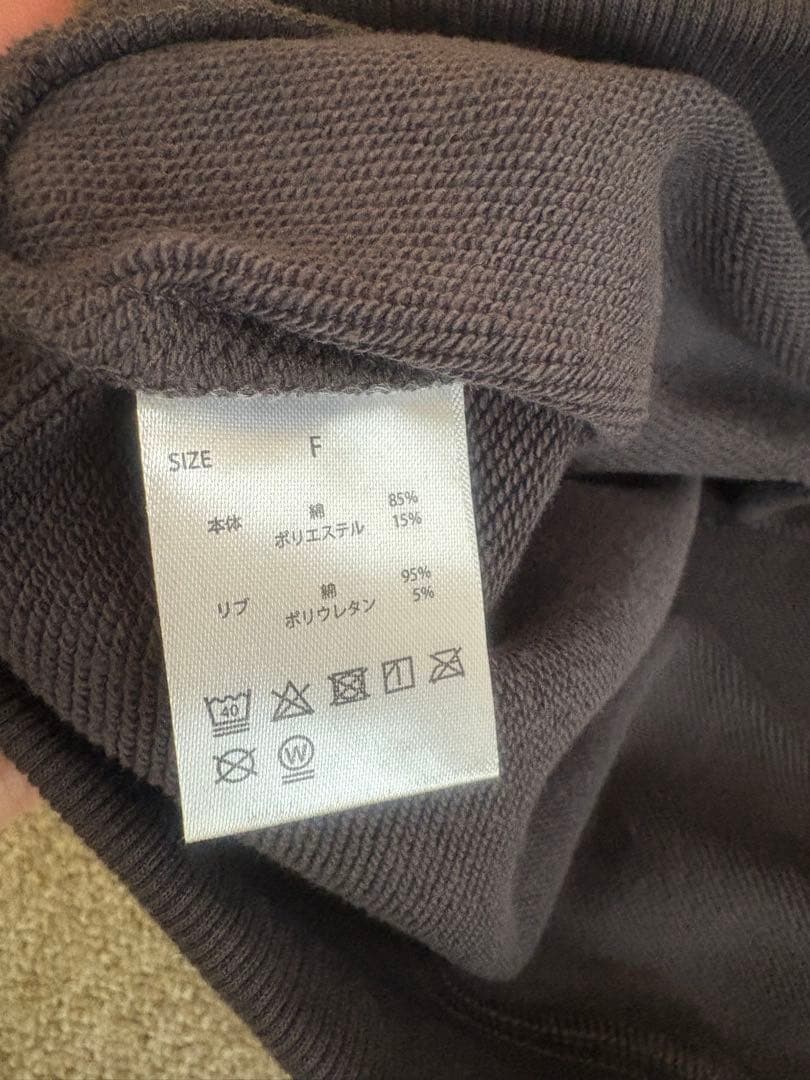 SIZE F
本体 綿 85%
ポリエステル 15%
リブ 綿 95%
ポリウレタン 5%
40
W